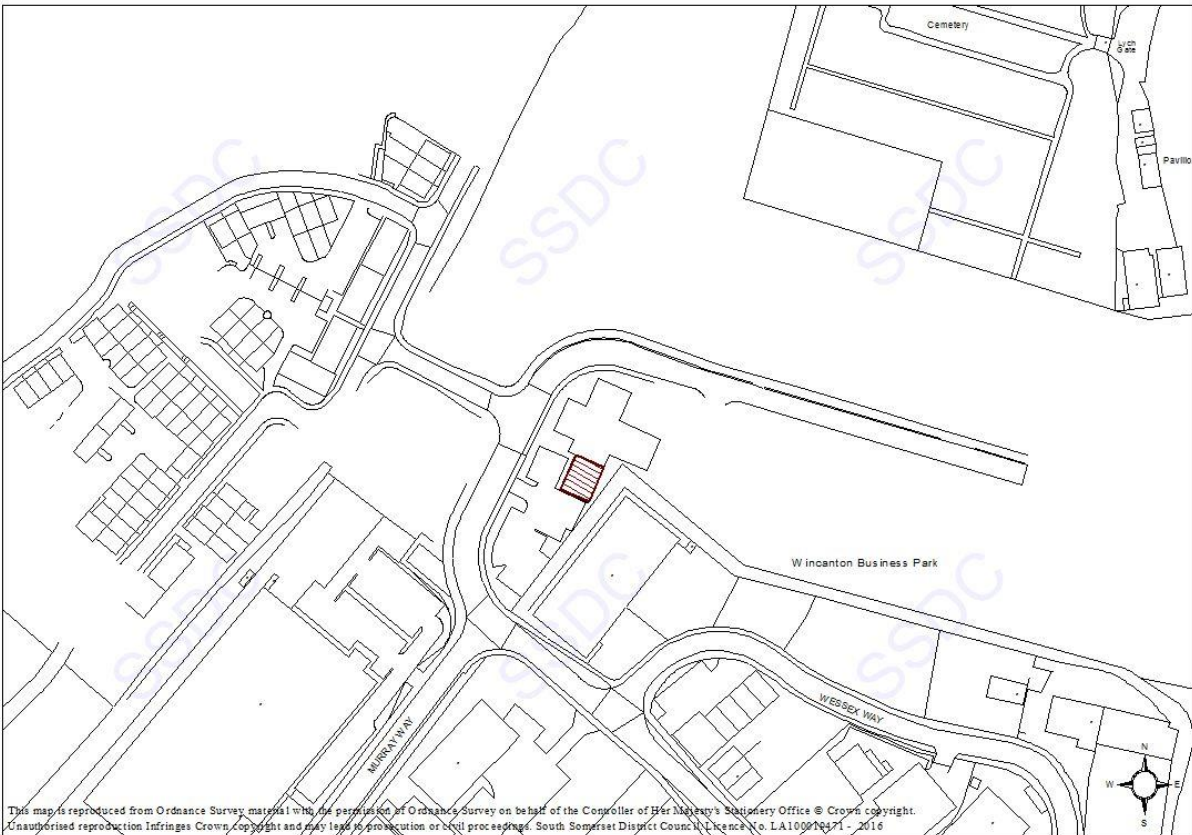 Cemetery
Lych
Gate
Pavilio
SSDC SSDC SSDC
Wincanton Business Park
SSDC SSDC SSDC
WESSEX WAY
MURRAY WAY
N
W E
S
This map is reproduced from Ordnance Survey material with the permission of Ordnance Survey on behalf of the Controller of Her Majesty's Stationery Office © Crown copyright.
Unauthorised reproduction Infringes Crown copyright and may lead to prosecution or civil proceedings. South Somerset District Council Licence No. LA100019471 - 2016